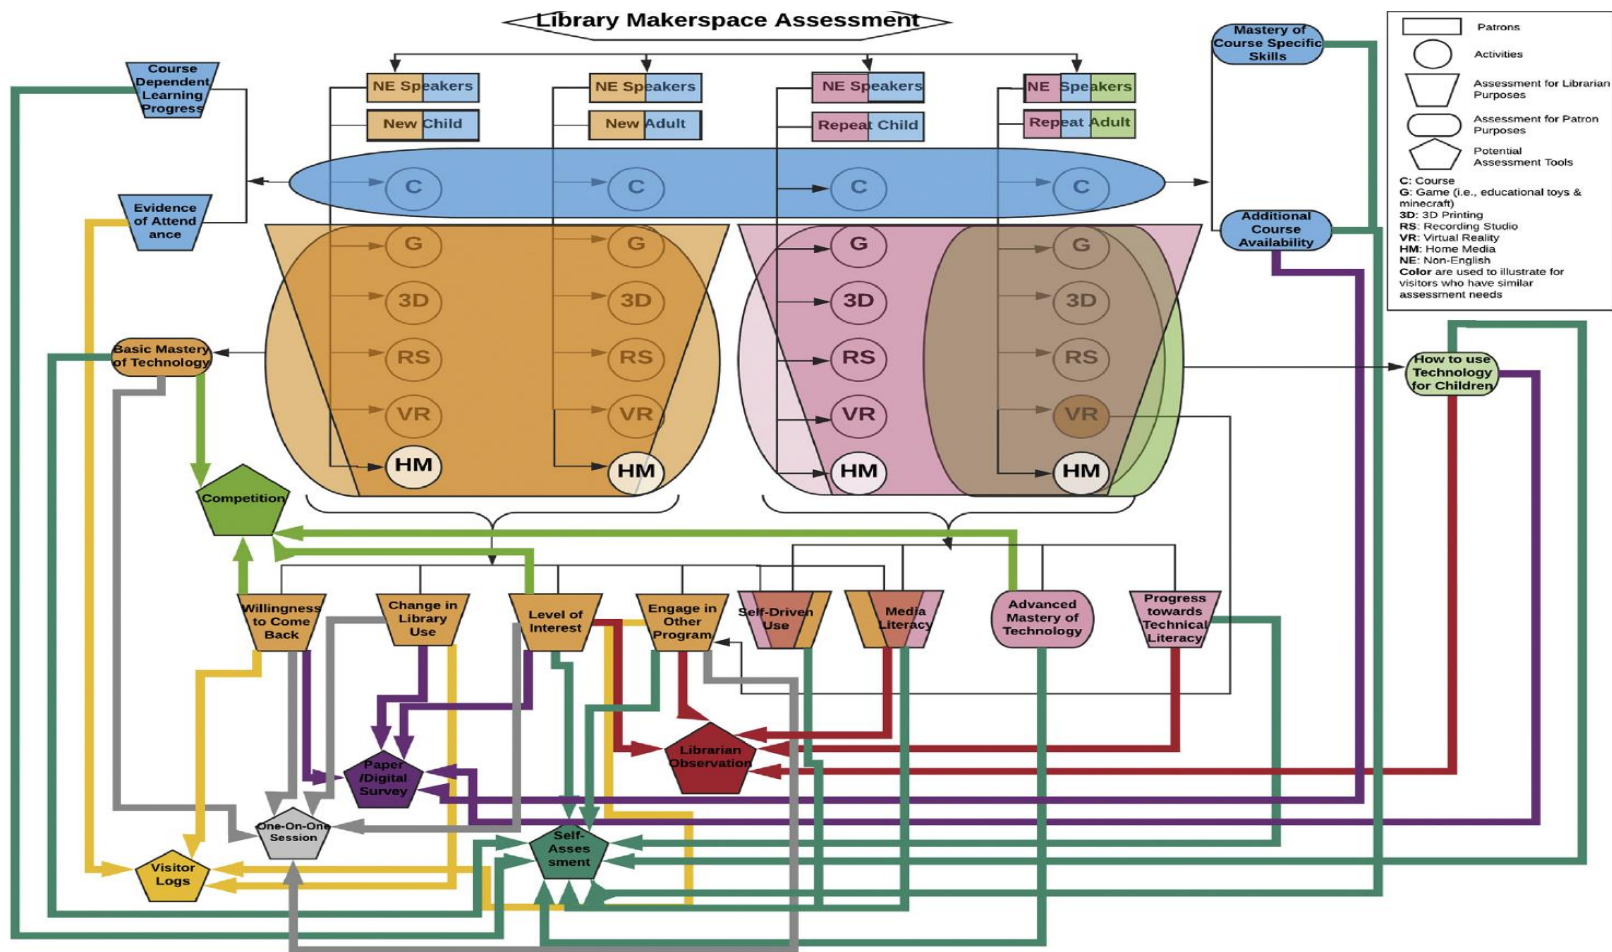 Library Makerspace Assessment
Course
Dependent
Learning
Progress
NE Speakers
New Child
NE Speakers
New Adult
NE Speakers
Repeat Child
NE Speakers
Repeat Adult
Mastery of
Course Specific
Skills
Patrons
Activities
Assessment for Librarian
Purposes
Assessment for Patron
Purposes
Potential
Assessment Tools
C: Course
G: Game (i.e., educational toys &
minecraft)
3D: 3D Printing
RS: Recording Studio
VR: Virtual Reality
HM: Home Media
NE: Non-English
Color are used to illustrate for
visitors who have similar
assessment needs
Evidence
of Attend
ance
C
C
C
C
Additional
Course
Availability
G
G
G
G
3D
3D
3D
3D
Basic Mastery
of Technology
RS
RS
RS
RS
How to use
Technology
for Children
VR
VR
VR
VR
HM
HM
HM
HM
Competition
Willingness
to Come
Back
Change in
Library
Use
Level of
Interest
Engage in
Other
Program
Self-Driven
Use
Media
Literacy
Advanced
Mastery of
Technology
Progress
towards
Technical
Literacy
Paper
/Digital
Survey
Librarian
Observation
One-On-One
Session
Self-
Asses
sment
Visitor
Logs